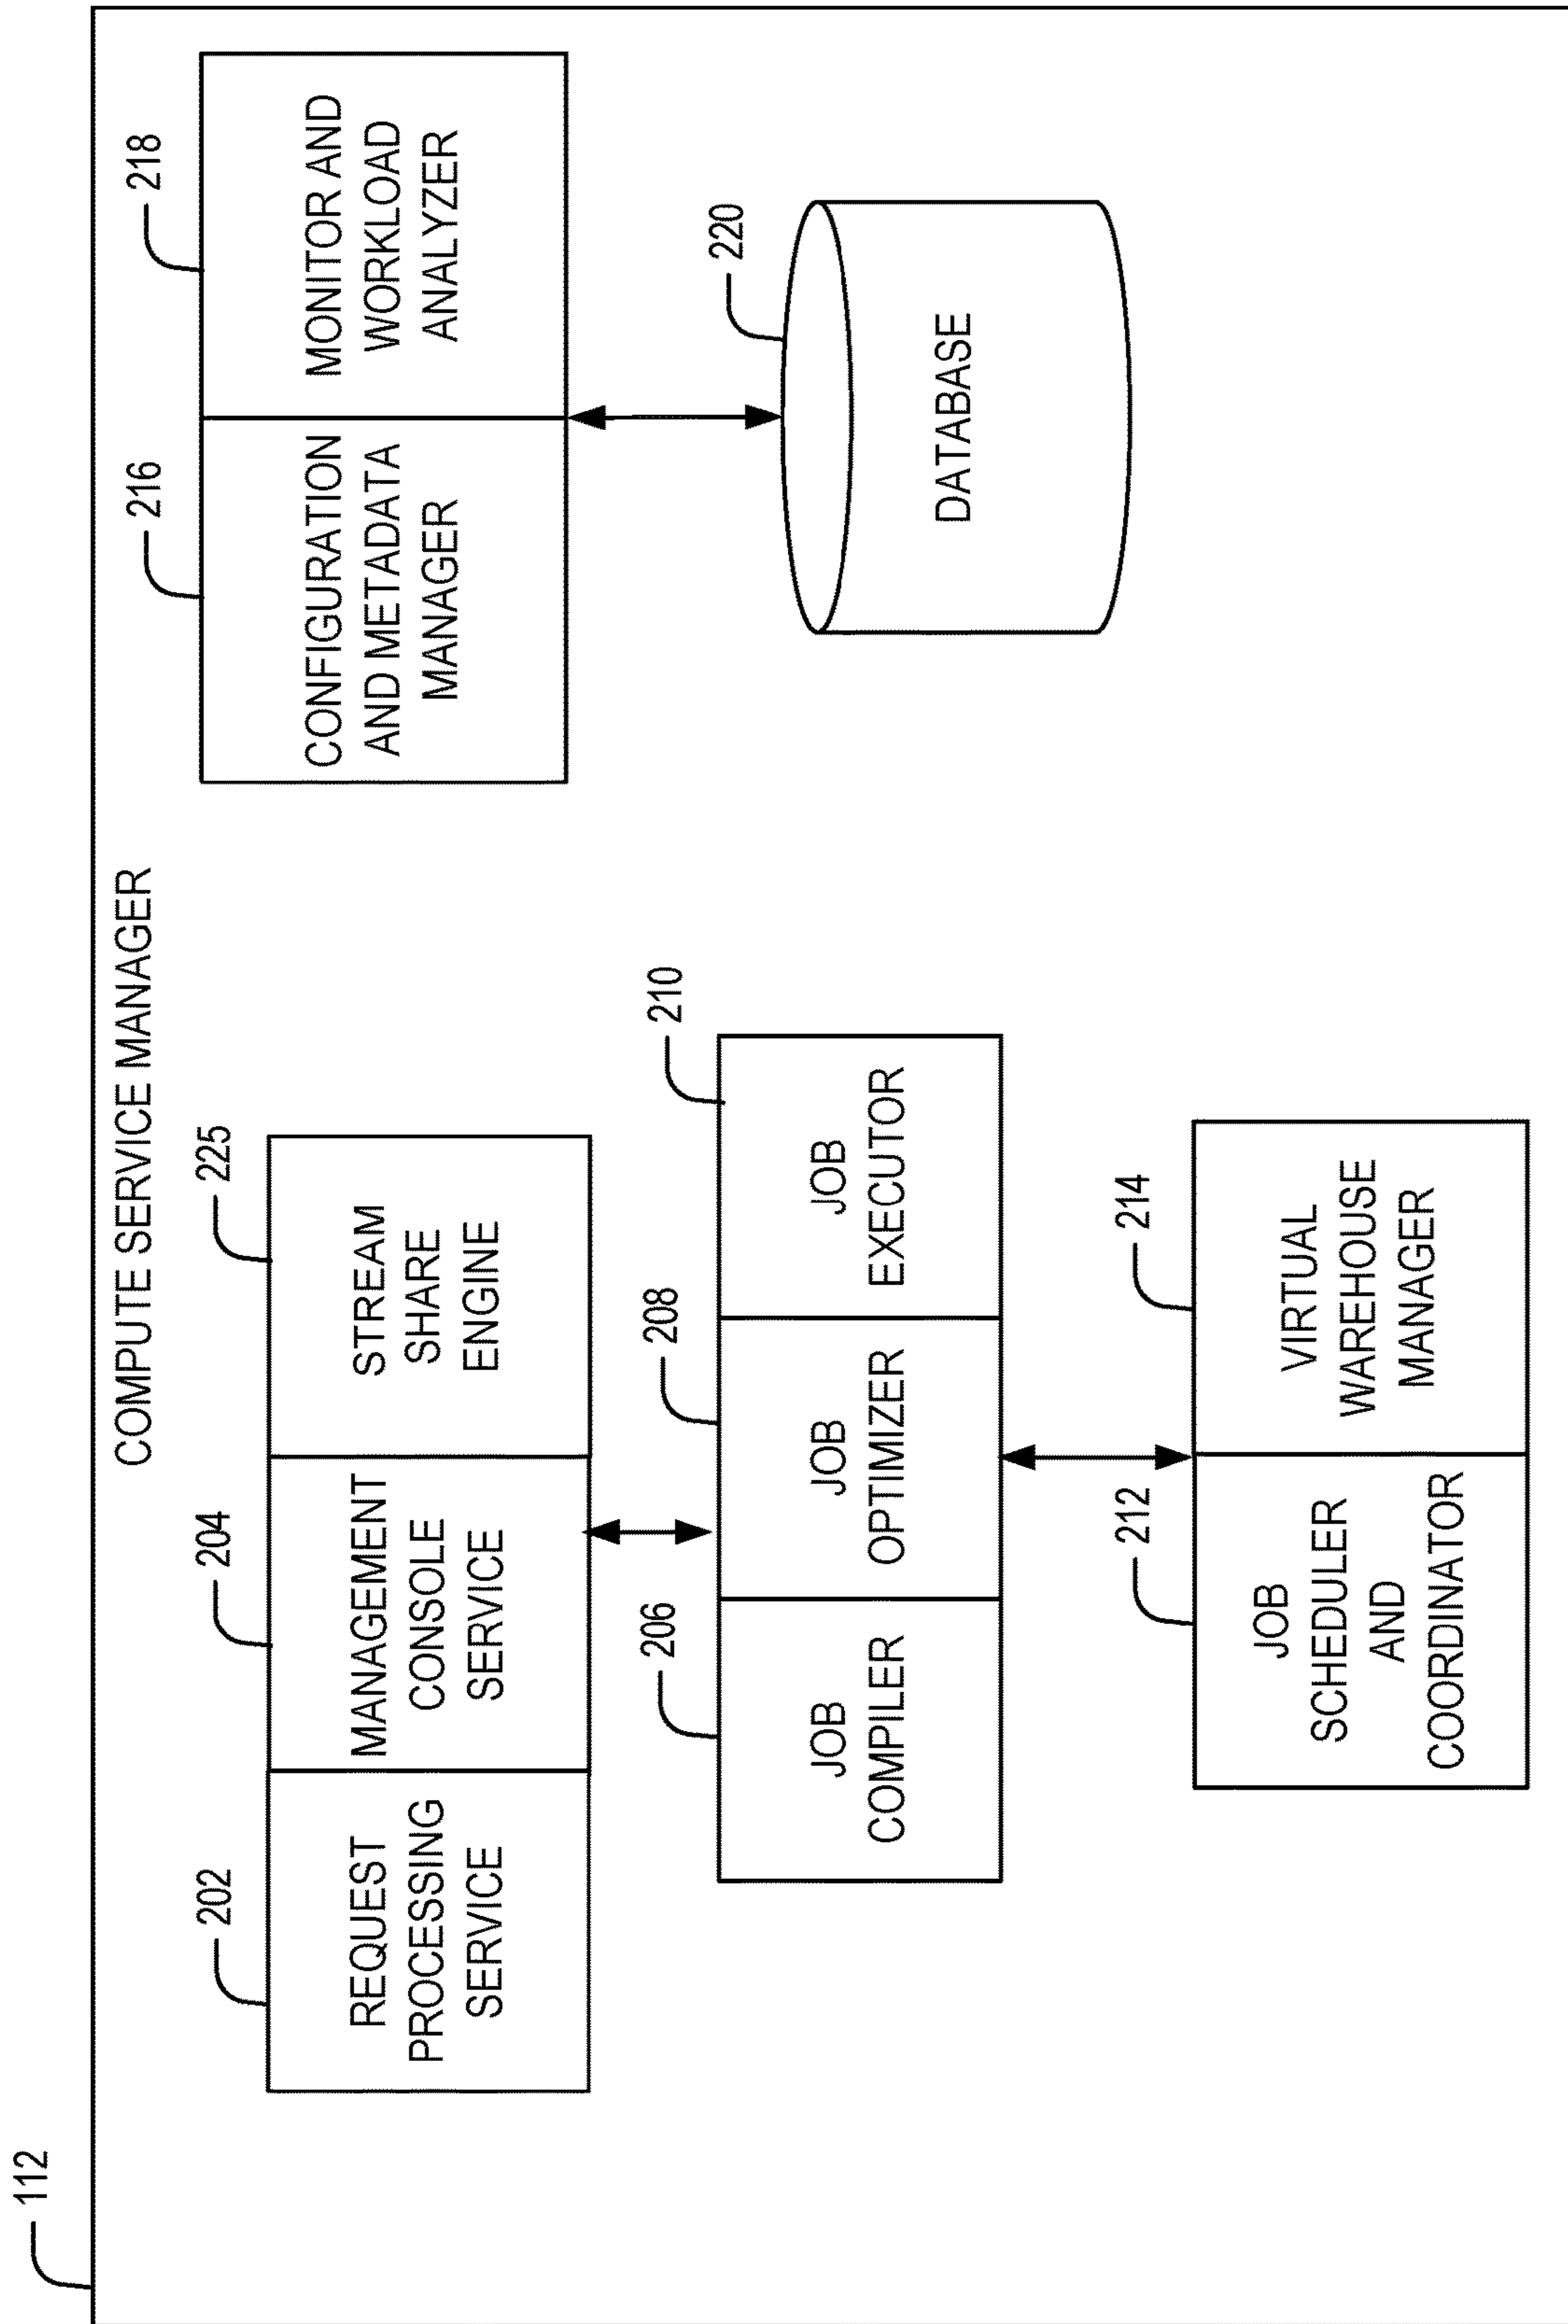 112
COMPUTE SERVICE MANAGER
202
REQUEST
PROCESSING
SERVICE
204
MANAGEMENT
CONSOLE
SERVICE
225
STREAM
SHARE
ENGINE
206
JOB
COMPILER
208
JOB
OPTIMIZER
210
JOB
EXECUTOR
212
JOB
SCHEDULER
AND
COORDINATOR
214
VIRTUAL
WAREHOUSE
MANAGER
216
CONFIGURATION
AND METADATA
MANAGER
218
MONITOR AND
WORKLOAD
ANALYZER
220
DATABASE